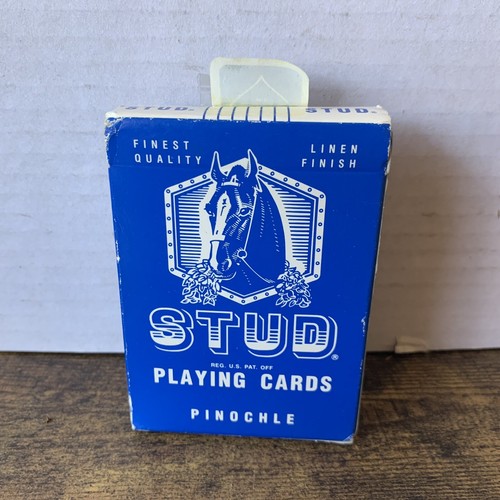 STUD. STUD.
FINEST QUALITY
LINEN FINISH
STUD®
REG. U.S. PAT. OFF
PLAYING CARDS
PINOCHLE